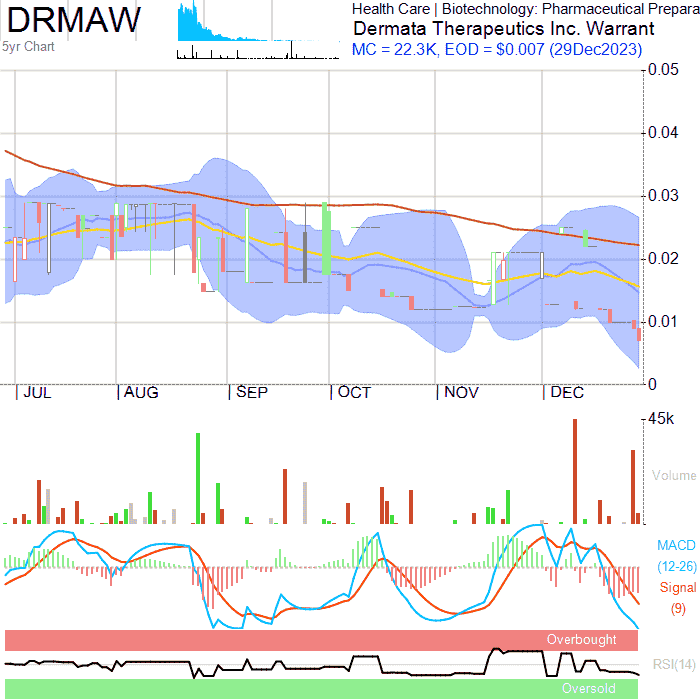 DRMAW
5yr Chart
Health Care | Biotechnology: Pharmaceutical Prepara
Dermata Therapeutics Inc. Warrant
MC = 22.3K, EOD = $0.007 (29Dec2023)
0.05
0.04
0.03
0.02
0.01
0
JUL AUG SEP OCT NOV DEC
45k
Volume
MACD
(12-26)
Signal
(9)
Overbought
RSI(14)
Oversold